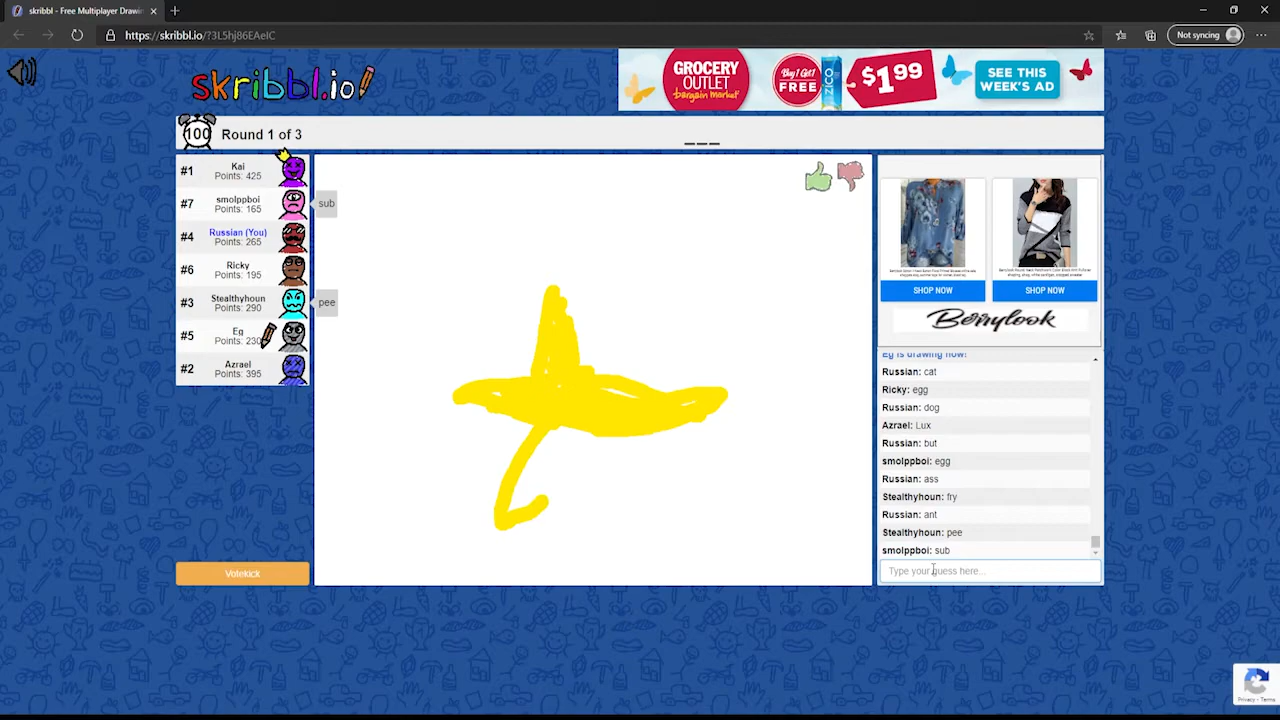 skribbl - Free Multiplayer Drawin
https://skribbl.io/?3L5hj86EAeIC
Not syncing
skribbl.io
GROCERY
OUTLET
bargain market
Buy 1 Get 1
FREE
ZICO
$1.99
SEE THIS
WEEK'S AD
100
Round 1 of 3
#1
Kai
Points: 425
#7
smolppboi
Points: 165
sub
#4
Russian (You)
Points: 265
#6
Ricky
Points: 195
#3
Stealthyhoun
Points: 290
pee
#5
Eg
Points: 230
#2
Azrael
Points: 395
Votekick
SHOP NOW
SHOP NOW
Berrylook
Eg is drawing now!
Russian: cat
Ricky: egg
Russian: dog
Azrael: Lux
Russian: but
smolppboi: egg
Russian: ass
Stealthyhoun: fry
Russian: ant
Stealthyhoun: pee
smolppboi: sub
Type your guess here...
Privacy - Terms